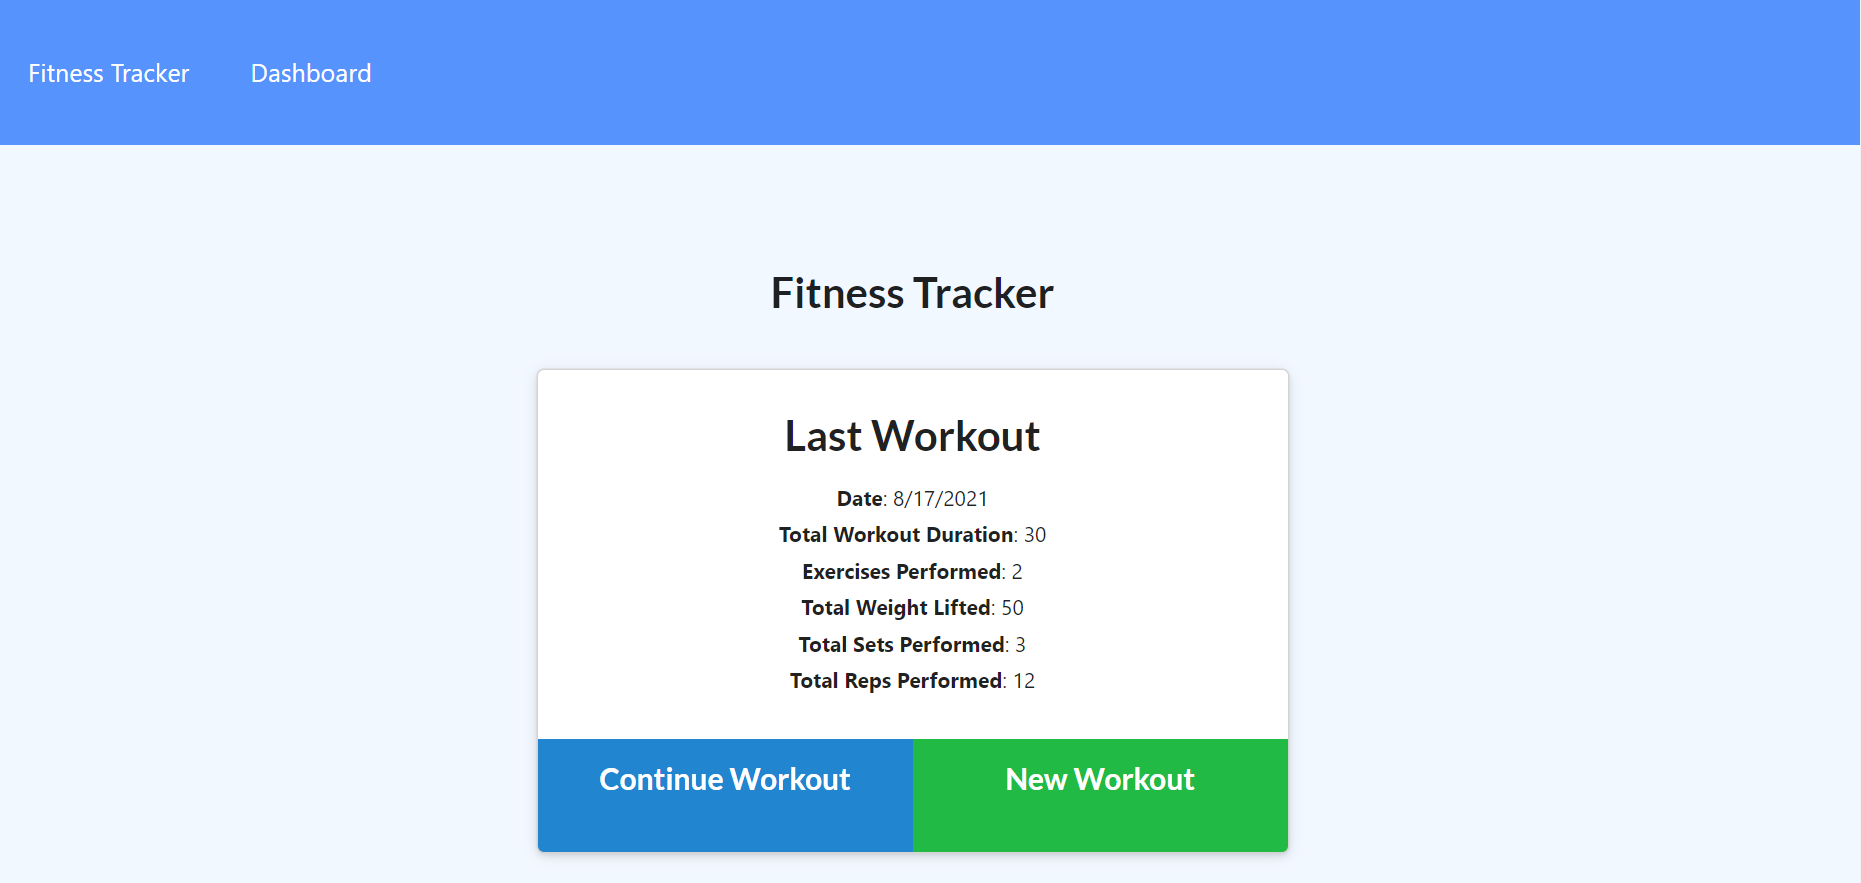 Fitness Tracker Dashboard
Fitness Tracker
Last Workout
Date: 8/17/2021
Total Workout Duration: 30
Exercises Performed: 2
Total Weight Lifted: 50
Total Sets Performed: 3
Total Reps Performed: 12
Continue Workout New Workout